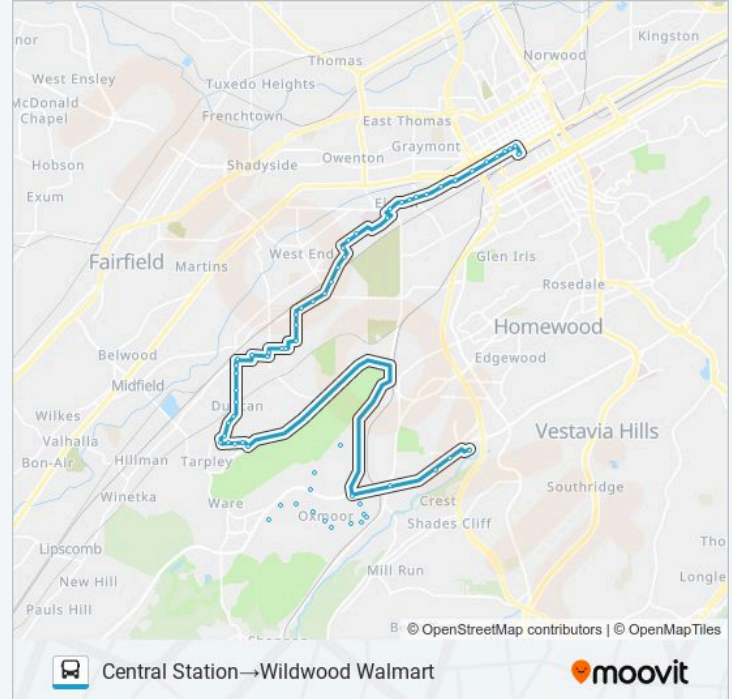 Kingston
nor
Norwood
Thomas
West Ensley
Tuxedo Heights
McDonald
Chapel
Frenchtown
East Thomas
Graymont
Hobson
Shadyside
Owenton
Exum
West End
Glen Iris
Fairfield
Martins
Rosedale
Homewood
Belwood
Edgewood
Midfield
Wilkes
Valhalla
Vestavia Hills
Bon-Air
Hillman
Tarpley
Winetka
Ware
Crest
Southridge
Oxmoor
Shades Cliff
Lipscomb
Tho
New Hill
Mill Run
Longle
Pauls Hill
© OpenStreetMap contributors | © OpenMapTiles
Central Station→Wildwood Walmart
moovit